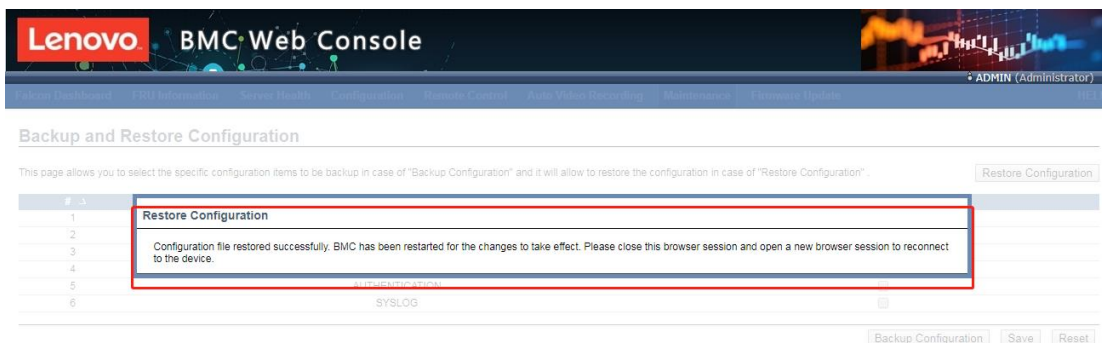 Lenovo
BMC Web Console
ADMIN (Administrator)
Falcon Dashboard FRU Information Server Health Configuration Remote Control Auto Video Recording Maintenance Firmware Update
Backup and Restore Configuration
This page allows you to select the specific configuration items to be backup in case of "Backup Configuration" and it will allow to restore the configuration in case of "Restore Configuration" .
Restore Configuration
#
1
Restore Configuration
2
3
Configuration file restored successfully. BMC has been restarted for the changes to take effect. Please close this browser session and open a new browser session to reconnect
to the device.
4
5 AUTHENTICATION
6 SYSLOG
Backup Configuration Save Reset